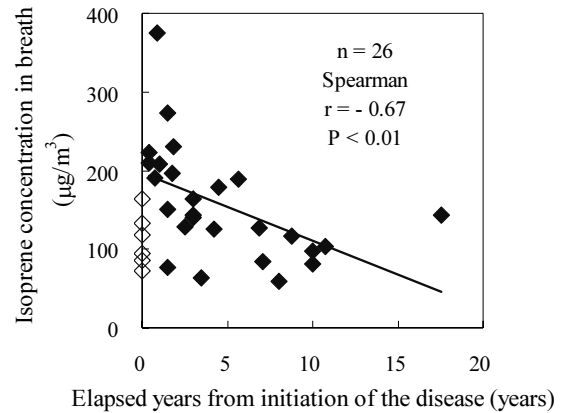 Isoprene concentration in breath
(μg/m³)
400
300
200
100
0
n = 26
Spearman
r = - 0.67
P < 0.01
0 5 10 15 20
Elapsed years from initiation of the disease (years)